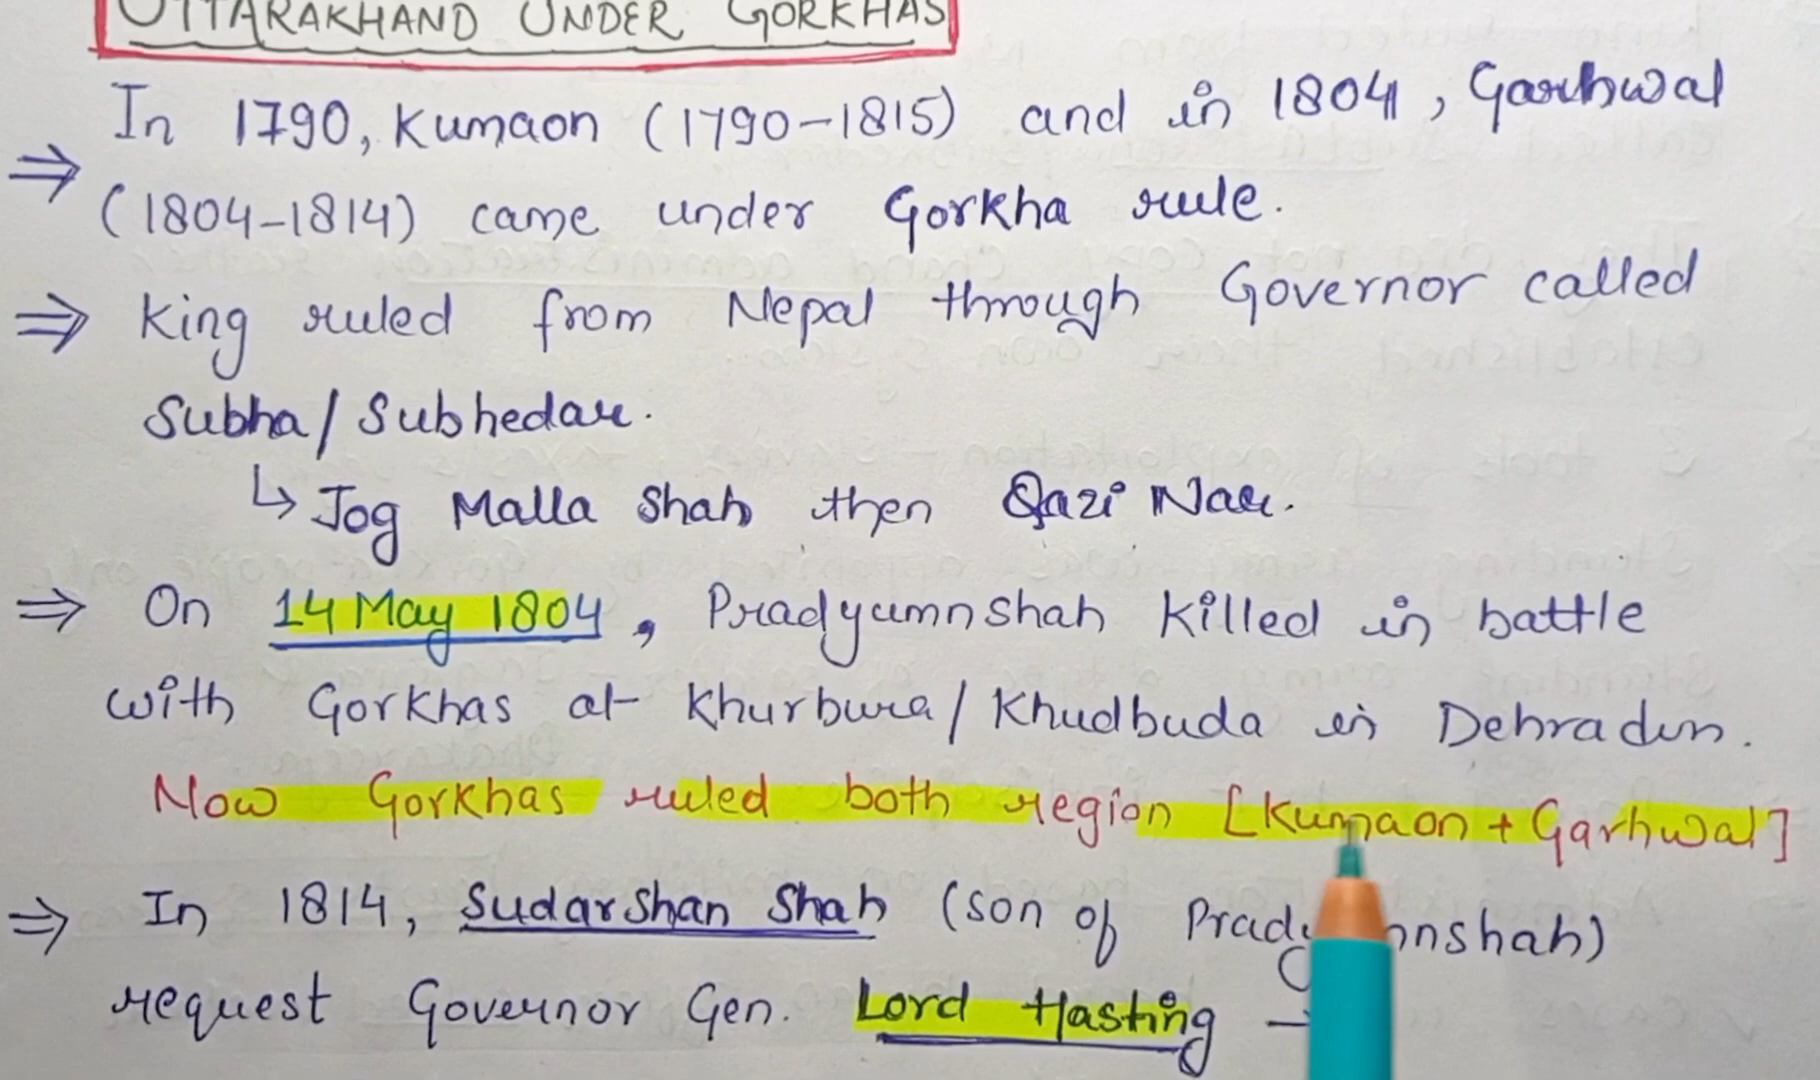 UTTARAKHAND UNDER GORKHAS
⇒ In 1790, Kumaon (1790-1815) and in 1804, Garhwal
(1804-1814) came under Gorkha rule.
⇒ King ruled from Nepal through Governor called
Subha/Subhedar.
↳ Jog Malla Shah then Qazi Nar.
⇒ On 14 May 1804, Pradyumnshah killed in battle
with Gorkhas at Khurbura/Khudbuda in Dehradun.
Now Gorkhas ruled both region [Kumaon + Garhwal]
⇒ In 1814, Sudarshan Shah (son of
request Governor Gen. Lord Hasting -